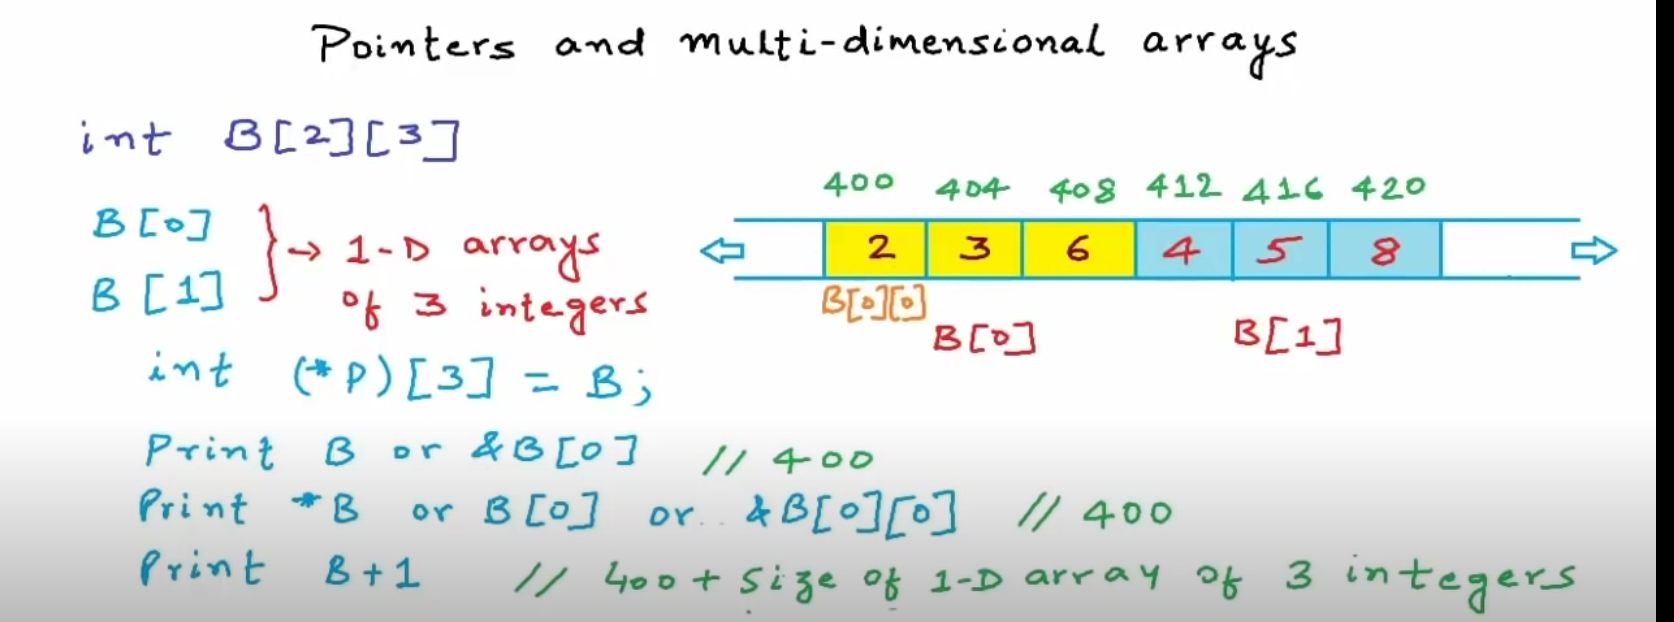 Pointers and multi-dimensional arrays
int B[2][3]
B[0]
B[1]
→ 1-D arrays
of 3 integers
400 404 408 412 416 420
2 3 6 4 5 8
B[0][0]
B[0] B[1]
int (*P)[3] = B;
Print B or &B[0] // 400
Print *B or B[0] or &B[0][0] // 400
Print B+1 // 400 + size of 1-D array of 3 integers